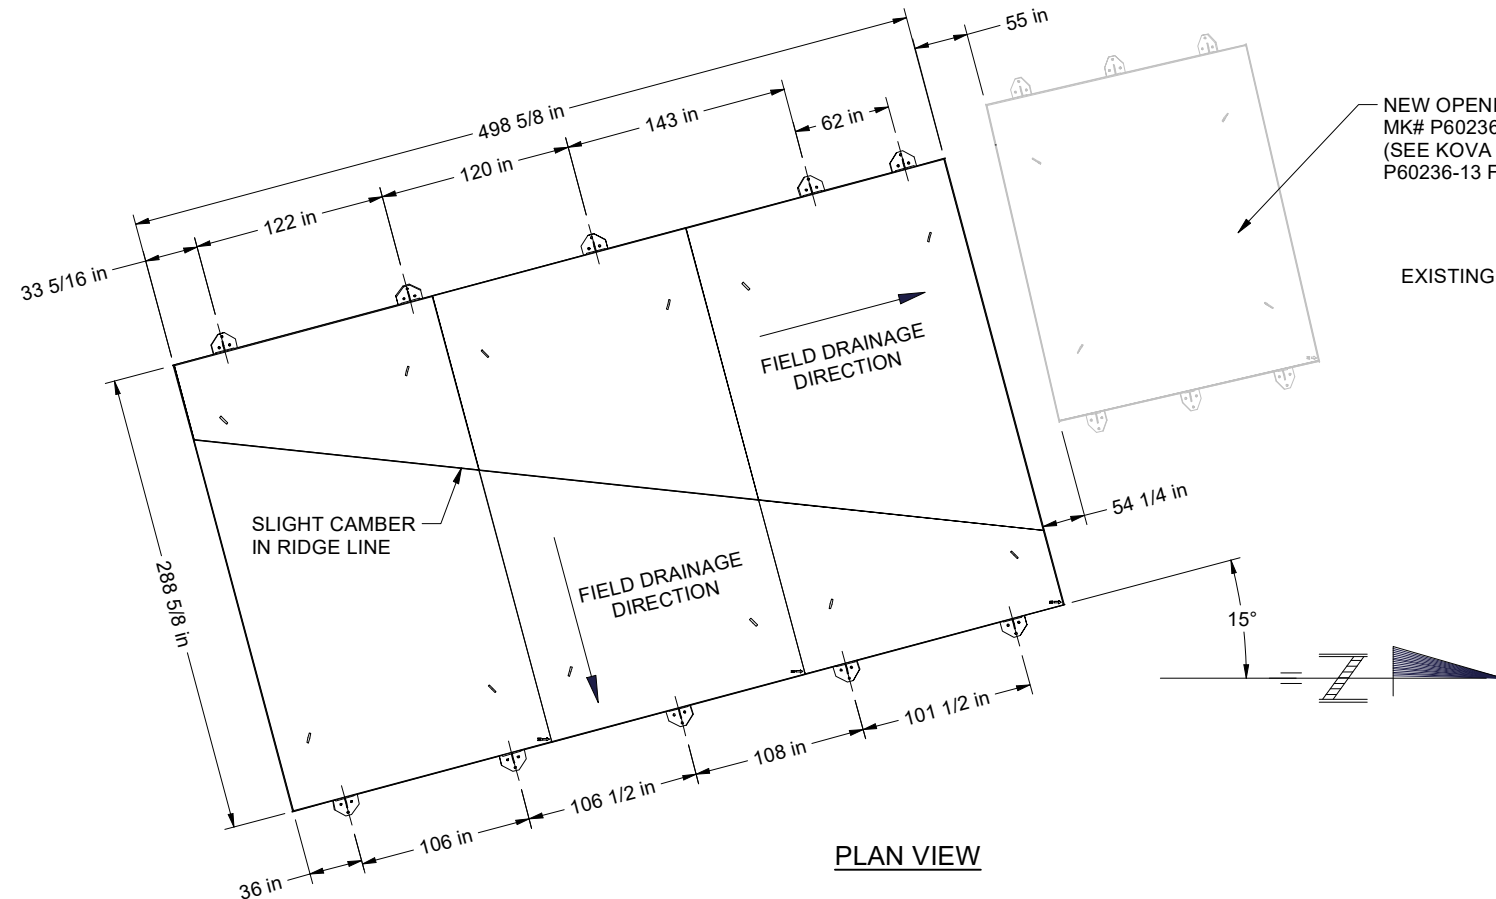 55 in
498 5/8 in
143 in
62 in
120 in
122 in
33 5/16 in
NEW OPENI
MK# P60236
(SEE KOVA
P60236-13 F
EXISTING
FIELD DRAINAGE
DIRECTION
SLIGHT CAMBER
IN RIDGE LINE
54 1/4 in
288 5/8 in
FIELD DRAINAGE
DIRECTION
15°
N
101 1/2 in
108 in
106 1/2 in
106 in
36 in
PLAN VIEW